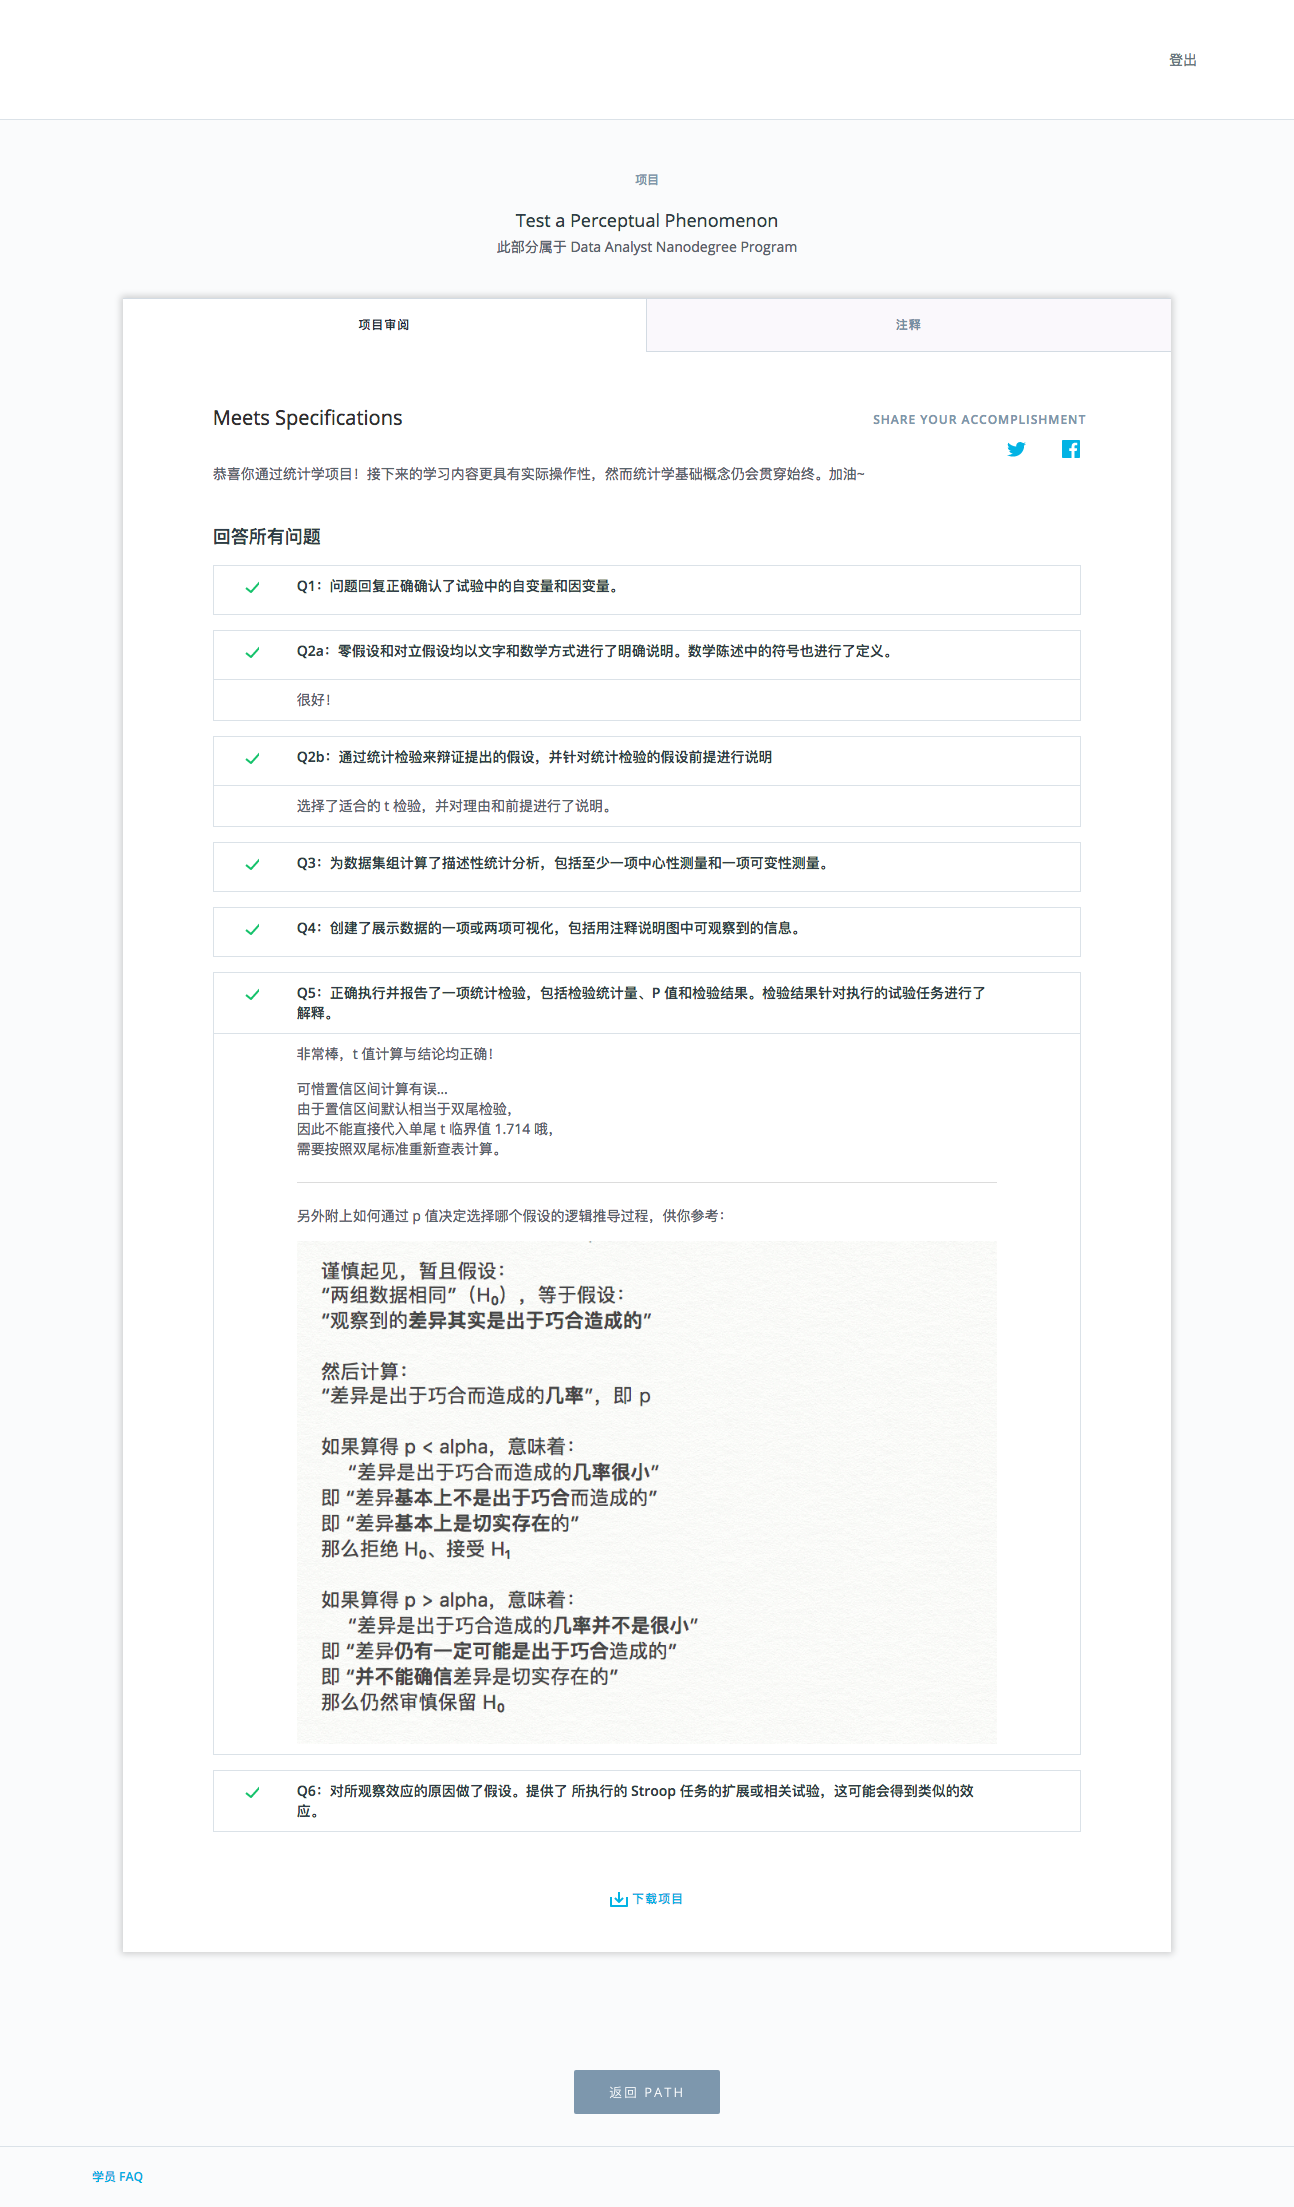 登出
项目
Test a Perceptual Phenomenon
此部分属于 Data Analyst Nanodegree Program
项目审阅
注释
Meets Specifications
SHARE YOUR ACCOMPLISHMENT
恭喜你通过统计学项目！接下来的学习内容更具有实际操作性，然而统计学基础概念仍会贯穿始终。加油~
回答所有问题
Q1：问题回复正确确认了试验中的自变量和因变量。
Q2a：零假设和对立假设均以文字和数学方式进行了明确说明。数学陈述中的符号也进行了定义。
很好！
Q2b：通过统计检验来辩证提出的假设，并针对统计检验的假设前提进行说明
选择了适合的 t 检验，并对理由和前提进行了说明。
Q3：为数据集组计算了描述性统计分析，包括至少一项中心性测量和一项可变性测量。
Q4：创建了展示数据的一项或两项可视化，包括用注释说明图中可观察到的信息。
Q5：正确执行并报告了一项统计检验，包括检验统计量、P 值和检验结果。检验结果针对执行的试验任务进行了
解释。
非常棒，t 值计算与结论均正确！
可惜置信区间计算有误...
由于置信区间默认相当于双尾检验，
因此不能直接代入单尾 t 临界值 1.714 哦，
需要按照双尾标准重新查表计算。
另外附上如何通过 p 值决定选择哪个假设的逻辑推导过程，供你参考：
谨慎起见，暂且假设：
“两组数据相同”（H₀），等于假设：
“观察到的差异其实是出于巧合造成的”
然后计算：
“差异是出于巧合而造成的几率”，即 p
如果算得 p < alpha，意味着：
“差异是出于巧合而造成的几率很小”
即 “差异基本上不是出于巧合而造成的”
即 “差异基本上是切实存在的”
那么拒绝 H₀、接受 H₁
如果算得 p > alpha，意味着：
“差异是出于巧合造成的几率并不是很小”
即 “差异仍有一定可能是出于巧合造成的”
即 “并不能确信差异是切实存在的”
那么仍然审慎保留 H₀
Q6：对所观察效应的原因做了假设。提供了 所执行的 Stroop 任务的扩展或相关试验，这可能会得到类似的效
应。
下载项目
返回 PATH
学员 FAQ